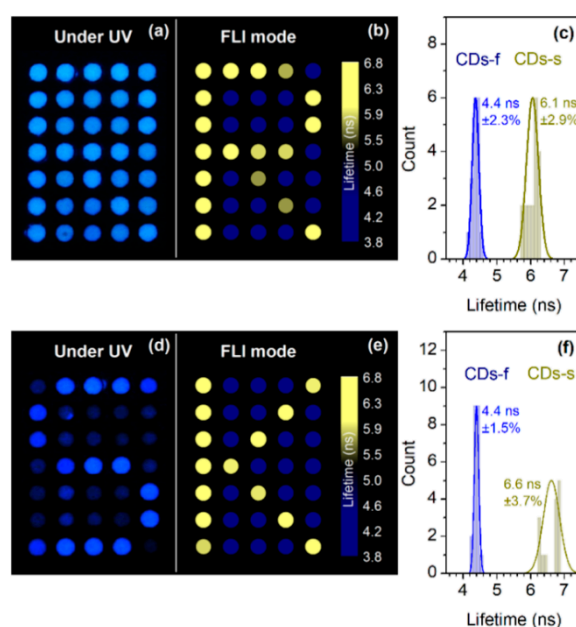 Under UV (a)
FLI mode (b)
6.8
6.3
5.9
5.5
5.0
4.6
4.2
3.8
Lifetime (ns)
(c)
8
6
4
2
0
Count
CDs-f CDs-s
4.4 ns
±2.3%
6.1 ns
±2.9%
4 5 6 7
Lifetime (ns)
Under UV (d)
FLI mode (e)
6.8
6.3
5.9
5.5
5.0
4.6
4.2
3.8
Lifetime (ns)
(f)
12
10
8
6
4
2
0
Count
CDs-f CDs-s
4.4 ns
±1.5%
6.6 ns
±3.7%
4 5 6 7
Lifetime (ns)